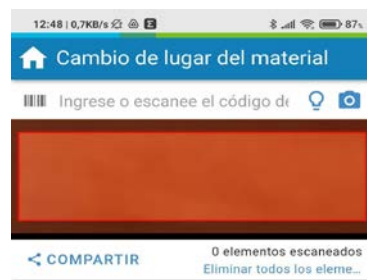 12:48 | 0,7KB/s 87%
Cambio de lugar del material
Ingrese o escanee el código de
COMPARTIR
0 elementos escaneados
Eliminar todos los eleme...